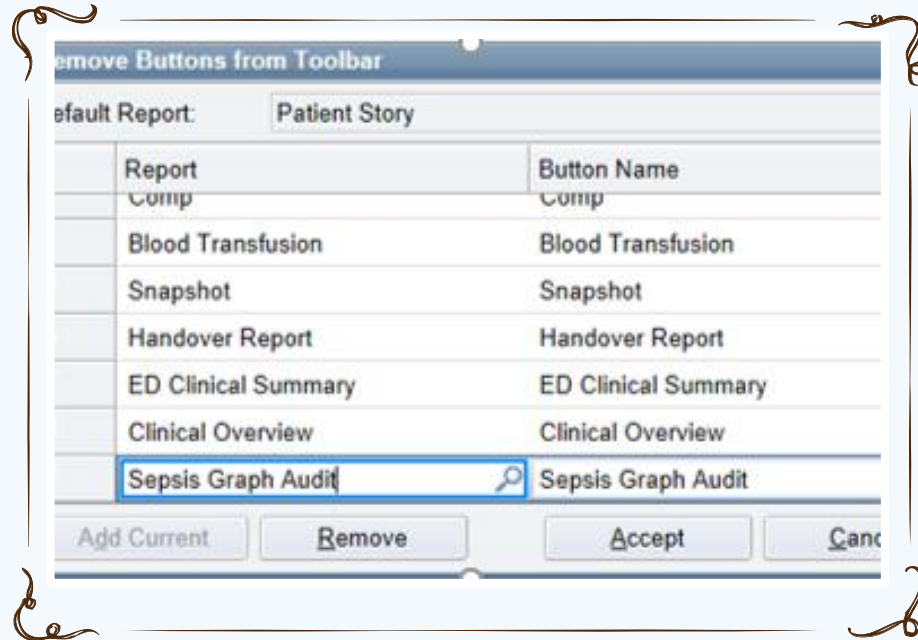 emove Buttons from Toolbar
efault Report: Patient Story
Report Button Name
Comp Comp
Blood Transfusion Blood Transfusion
Snapshot Snapshot
Handover Report Handover Report
ED Clinical Summary ED Clinical Summary
Clinical Overview Clinical Overview
Sepsis Graph Audit Sepsis Graph Audit
Add Current Remove Accept Canc